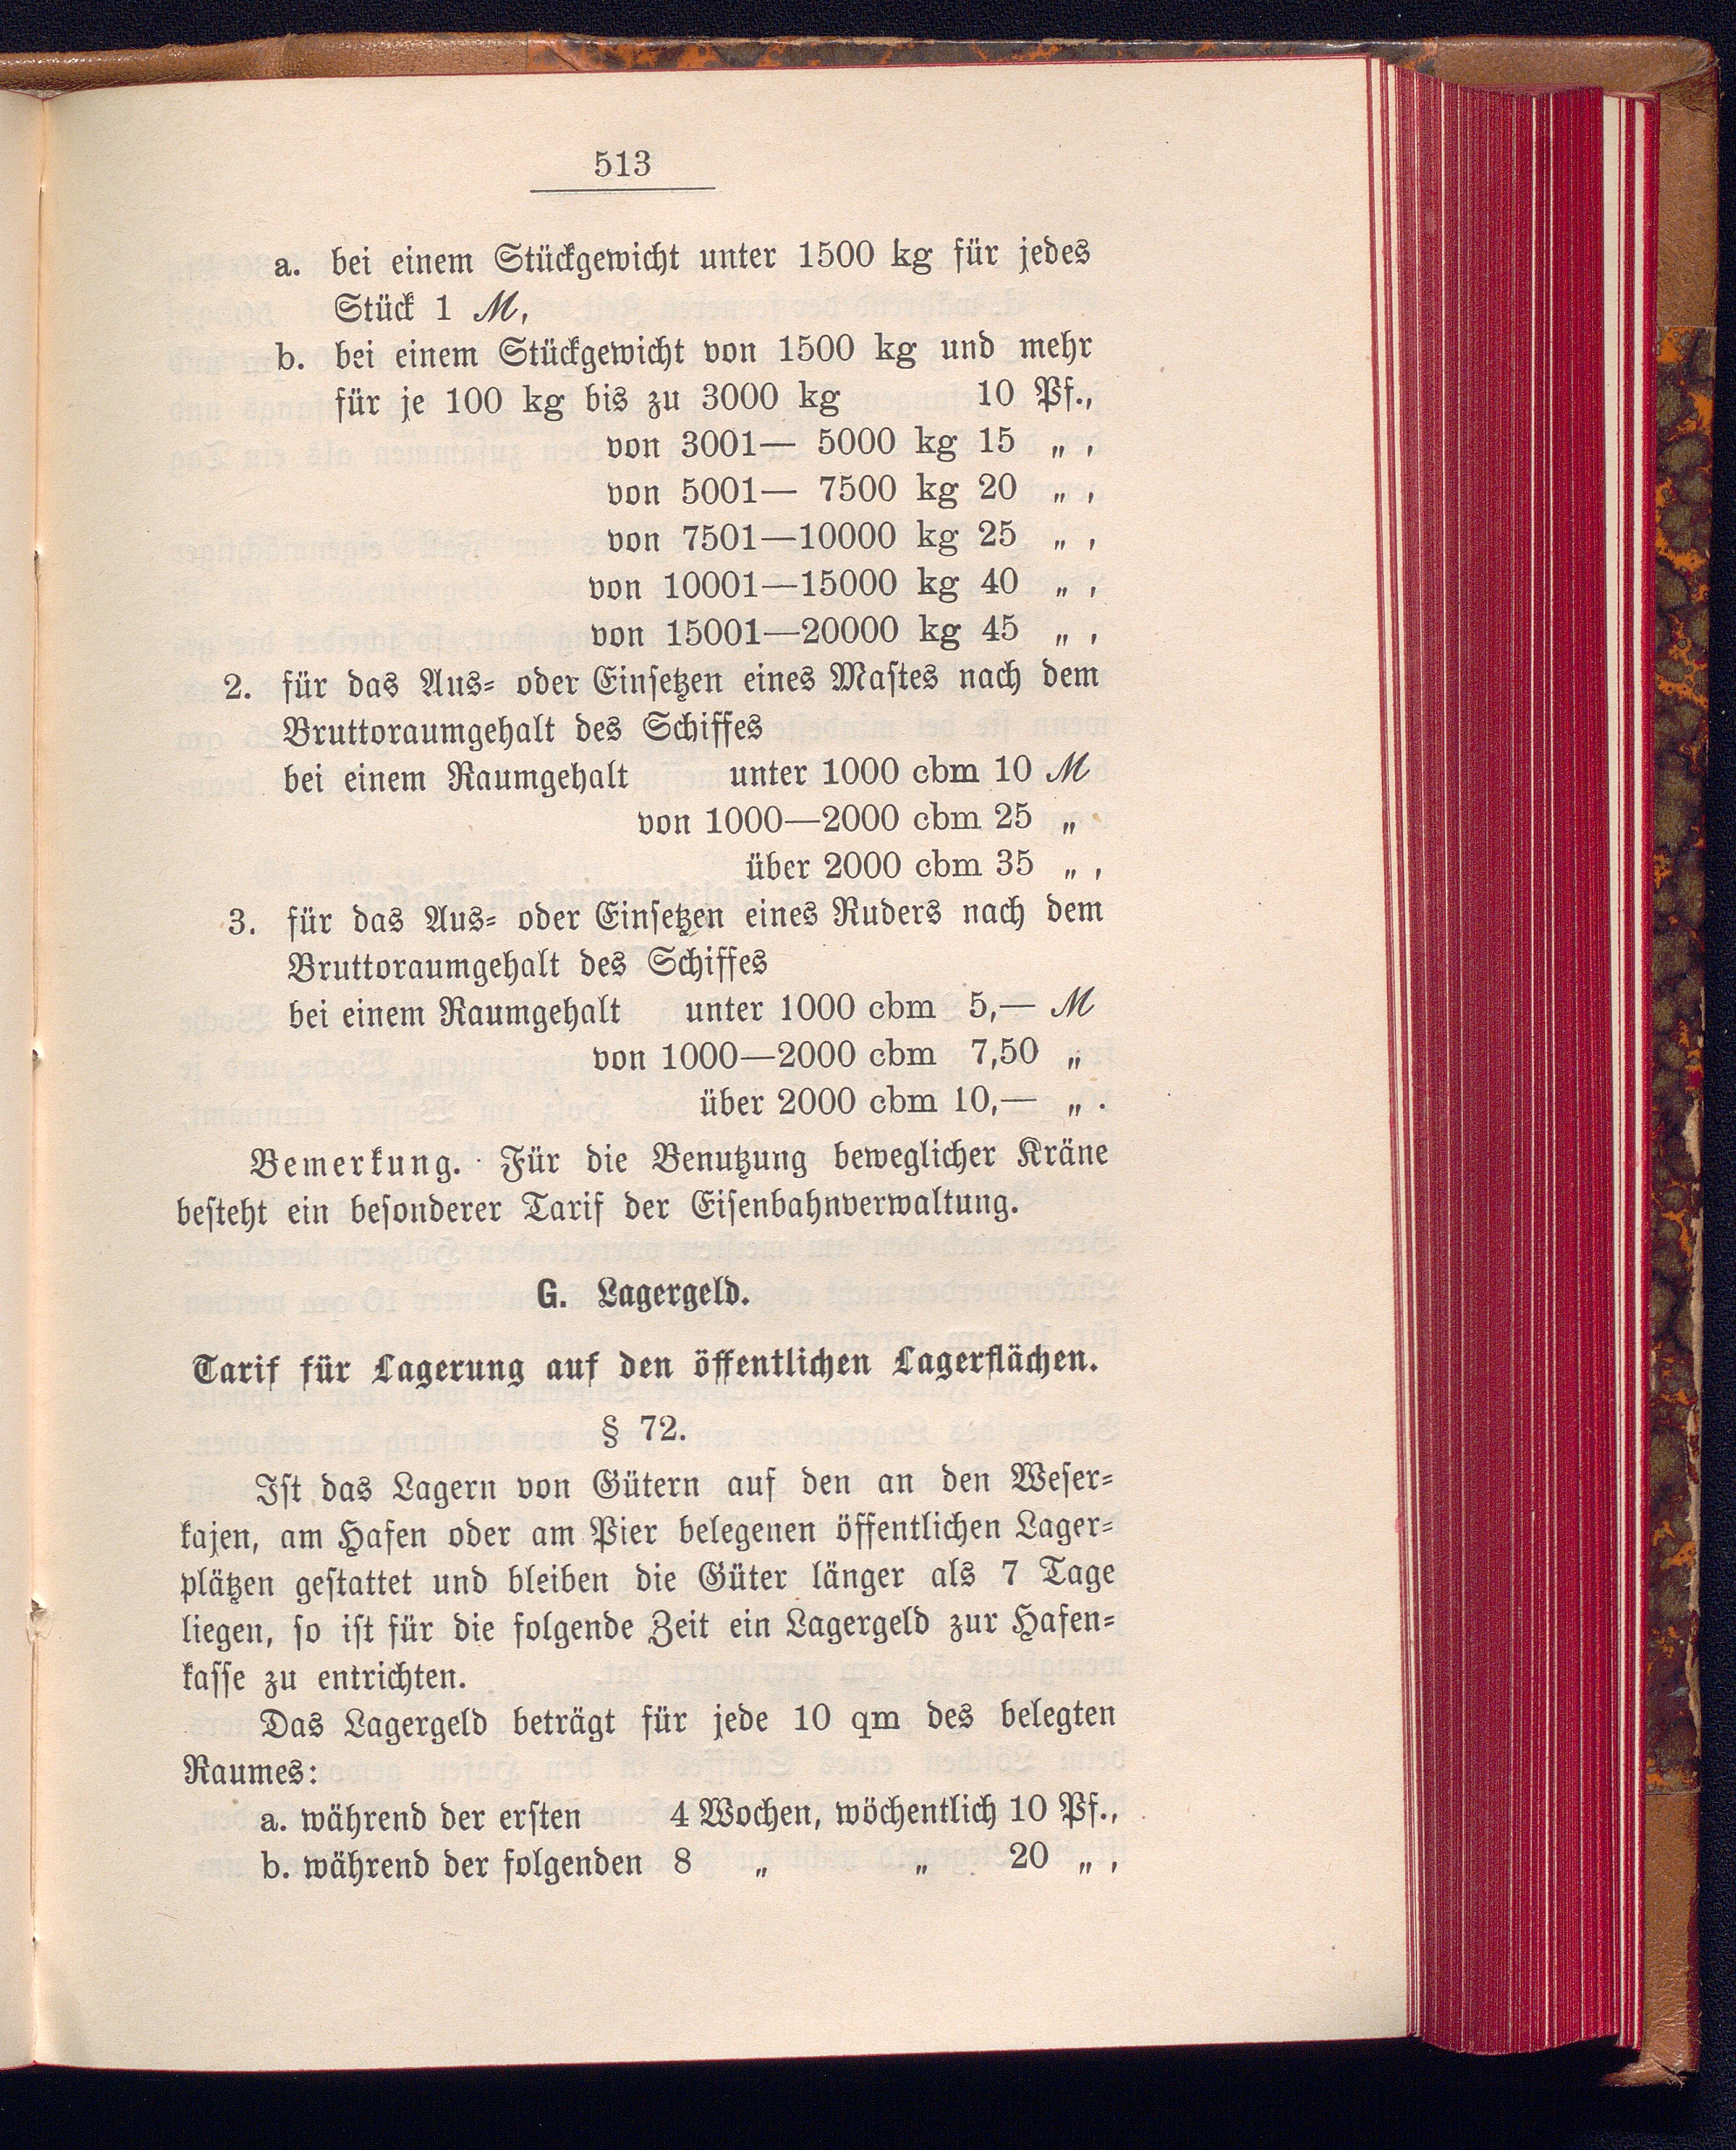 513
a. bei einem Stückgewicht unter 1500 kg für jedes
Stück 1 ℳ,
b. bei einem Stückgewicht von 1500 kg und mehr
für je 100 kg bis zu 3000 kg 10 Pf.,
von 3001— 5000 kg 15 „ ,
von 5001— 7500 kg 20 „ ,
von 7501—10000 kg 25 „ ,
von 10001—15000 kg 40 „ ,
von 15001—20000 kg 45 „ ,
2. für das Aus- oder Einsetzen eines Mastes nach dem
Bruttoraumgehalt des Schiffes
bei einem Raumgehalt unter 1000 cbm 10 ℳ
von 1000—2000 cbm 25 „
über 2000 cbm 35 „ ,
3. für das Aus- oder Einsetzen eines Ruders nach dem
Bruttoraumgehalt des Schiffes
bei einem Raumgehalt unter 1000 cbm 5,— ℳ
von 1000—2000 cbm 7,50 „
über 2000 cbm 10,— „ .
Bemerkung. Für die Benutzung beweglicher Kräne
besteht ein besonderer Tarif der Eisenbahnverwaltung.
G. Lagergeld.
Tarif für Lagerung auf den öffentlichen Lagerflächen.
§ 72.
Ist das Lagern von Gütern auf den an den Weser-
kajen, am Hafen oder am Pier belegenen öffentlichen Lager-
plätzen gestattet und bleiben die Güter länger als 7 Tage
liegen, so ist für die folgende Zeit ein Lagergeld zur Hafen-
kasse zu entrichten.
Das Lagergeld beträgt für jede 10 qm des belegten
Raumes:
a. während der ersten 4 Wochen, wöchentlich 10 Pf.,
b. während der folgenden 8 „ „ 20 „ ,